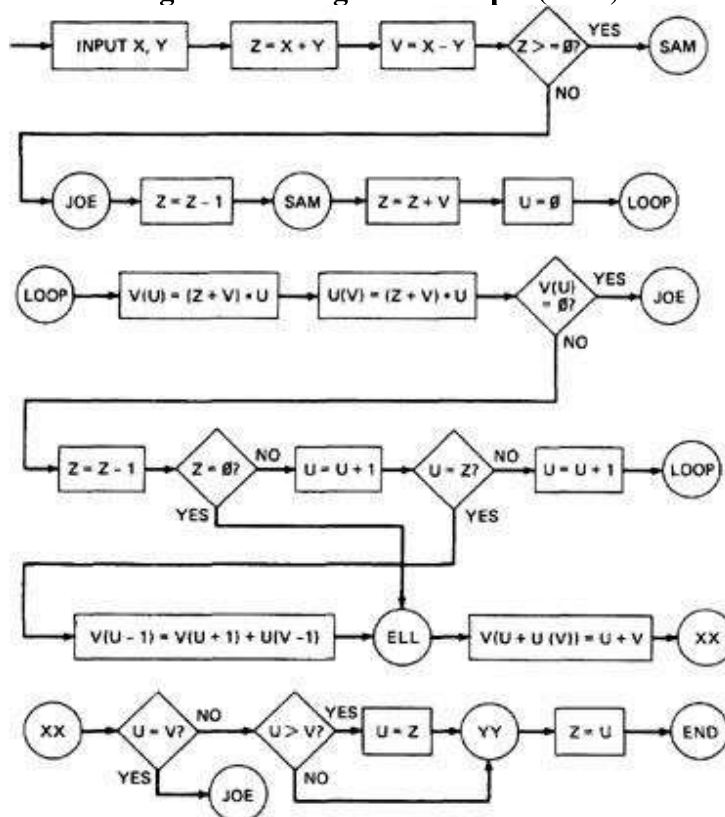 INPUT X, Y
Z = X + Y
V = X - Y
Z > = Ø?
YES
SAM
NO
JOE
Z = Z - 1
SAM
Z = Z + V
U = Ø
LOOP
LOOP
V(U) = (Z + V) • U
U(V) = (Z + V) • U
V(U)
= Ø?
YES
JOE
NO
Z = Z - 1
Z = Ø?
NO
U = U + 1
U = Z?
NO
U = U + 1
LOOP
YES
YES
V(U - 1) = V(U + 1) + U(V - 1)
ELL
V(U + U (V)) = U + V
XX
XX
U = V?
NO
U > V?
YES
U = Z
YY
Z = U
END
YES
JOE
NO